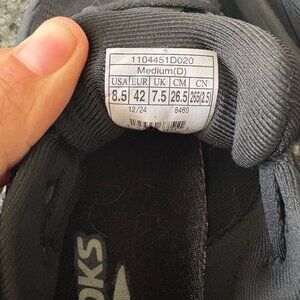 1104451D020
Medium(D)
USA EUR UK CM CN
8.5 42 7.5 26.5 265(2.5)
12/24 8469
OKS